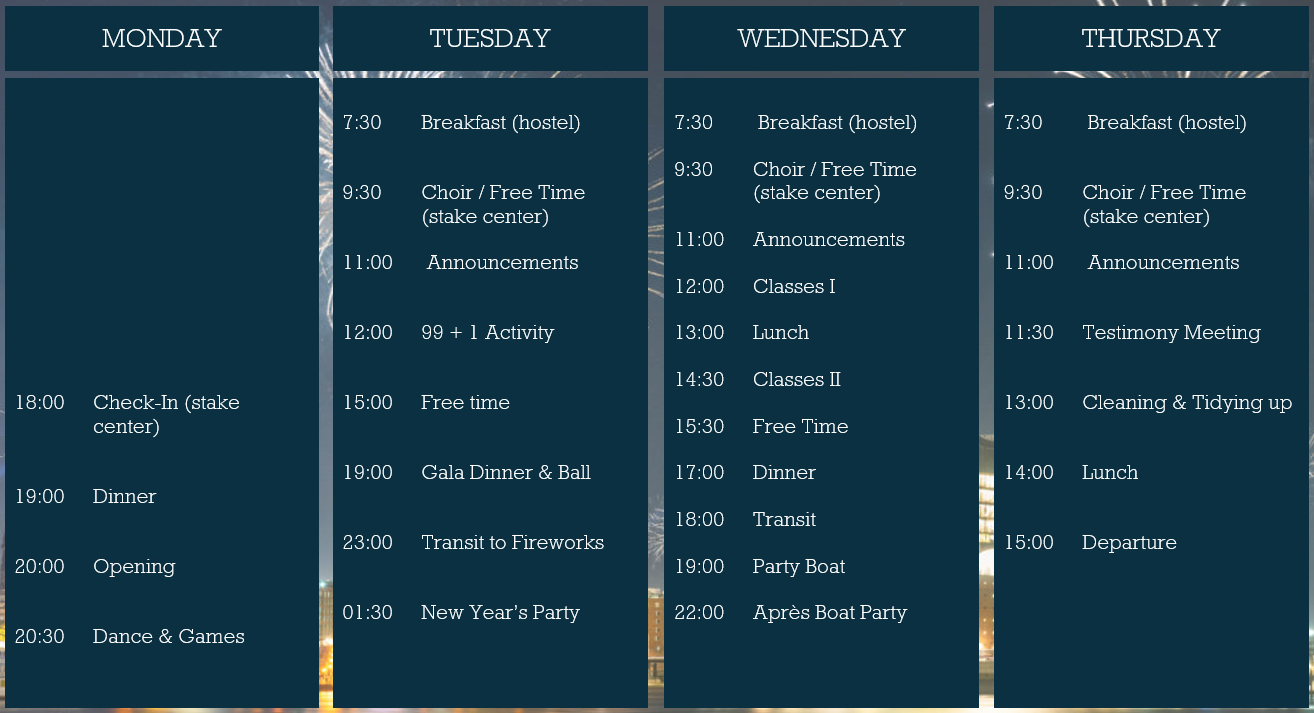 MONDAY
18:00 Check-In (stake
center)
19:00 Dinner
20:00 Opening
20:30 Dance & Games
TUESDAY
7:30 Breakfast (hostel)
9:30 Choir / Free Time
(stake center)
11:00 Announcements
12:00 99 + 1 Activity
15:00 Free time
19:00 Gala Dinner & Ball
23:00 Transit to Fireworks
01:30 New Year's Party
WEDNESDAY
7:30 Breakfast (hostel)
9:30 Choir / Free Time
(stake center)
11:00 Announcements
12:00 Classes I
13:00 Lunch
14:30 Classes II
15:30 Free Time
17:00 Dinner
18:00 Transit
19:00 Party Boat
22:00 Après Boat Party
THURSDAY
7:30 Breakfast (hostel)
9:30 Choir / Free Time
(stake center)
11:00 Announcements
11:30 Testimony Meeting
13:00 Cleaning & Tidying up
14:00 Lunch
15:00 Departure